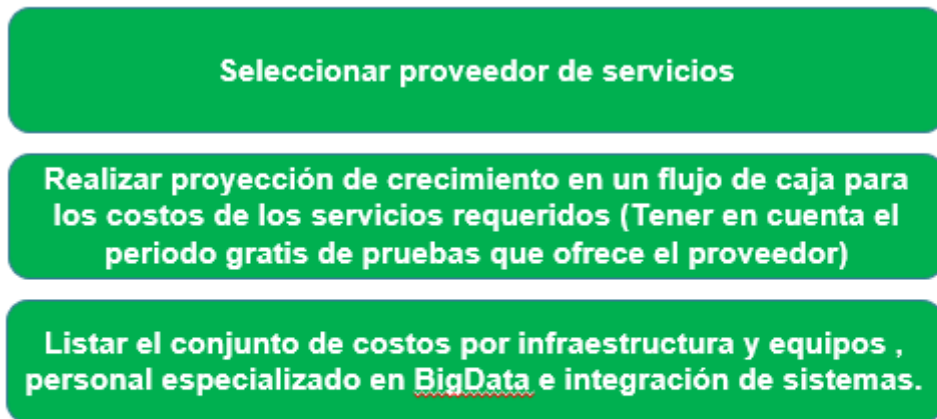 Seleccionar proveedor de servicios
Realizar proyección de crecimiento en un flujo de caja para
los costos de los servicios requeridos (Tener en cuenta el
periodo gratis de pruebas que ofrece el proveedor)
Listar el conjunto de costos por infraestructura y equipos ,
personal especializado en BigData e integración de sistemas.